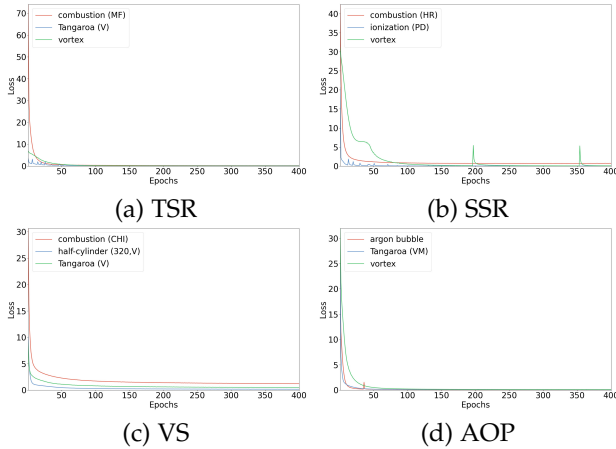 combustion (MF)
Tangaroa (V)
vortex
70
60
50
40
30
20
10
0
Loss
50 100 150 200 250 300 350 400
Epochs
(a) TSR
combustion (HR)
ionization (PD)
vortex
40
35
30
25
20
15
10
5
0
Loss
50 100 150 200 250 300 350 400
Epochs
(b) SSR
combustion (CHI)
half-cylinder (320,V)
Tangaroa (V)
30
25
20
15
10
5
0
Loss
50 100 150 200 250 300 350 400
Epochs
(c) VS
argon bubble
Tangaroa (VM)
vortex
30
25
20
15
10
5
0
Loss
50 100 150 200 250 300 350 400
Epochs
(d) AOP